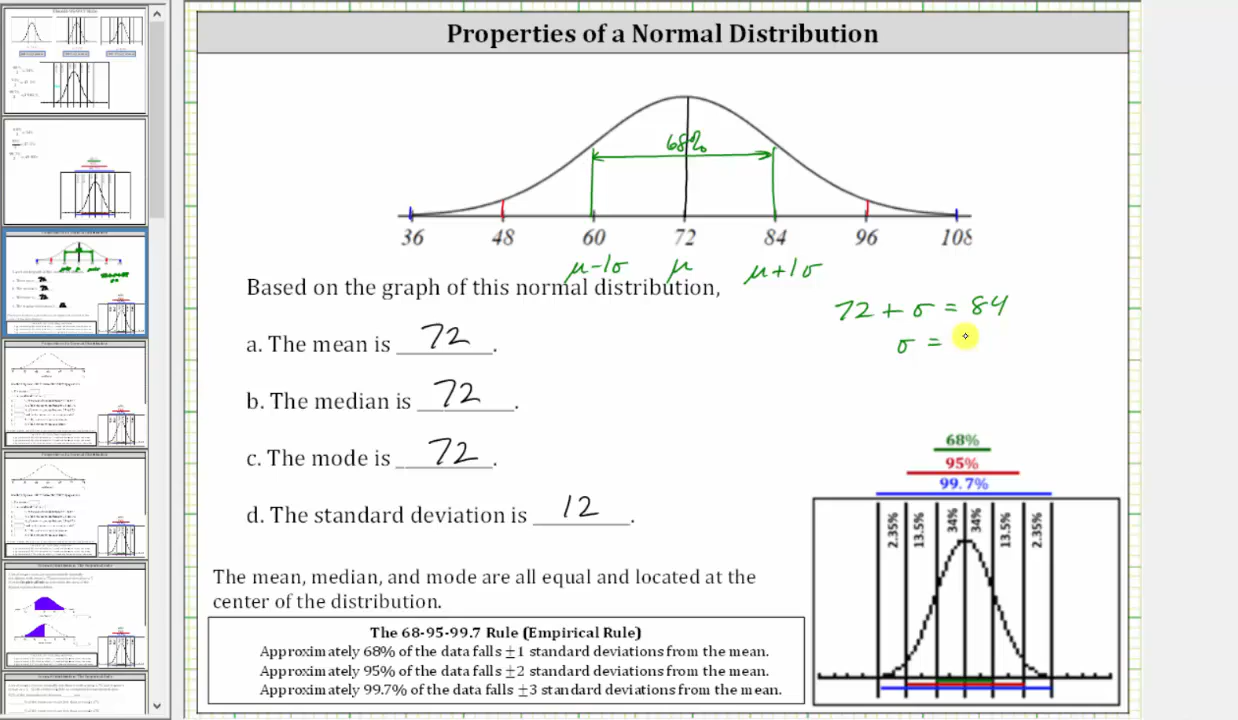 Properties of a Normal Distribution
68%
36 48 60 72 84 96 108
μ-1σ μ μ+1σ
Based on the graph of this normal distribution,
72 + σ = 84
σ =
a. The mean is 72.
b. The median is 72.
c. The mode is 72.
d. The standard deviation is 12.
68%
95%
99.7%
2.35% 13.5% 34% 34% 13.5% 2.35%
The mean, median, and mode are all equal and located at the
center of the distribution.
The 68-95-99.7 Rule (Empirical Rule)
Approximately 68% of the data falls ±1 standard deviations from the mean.
Approximately 95% of the data falls ±2 standard deviations from the mean.
Approximately 99.7% of the data falls ±3 standard deviations from the mean.